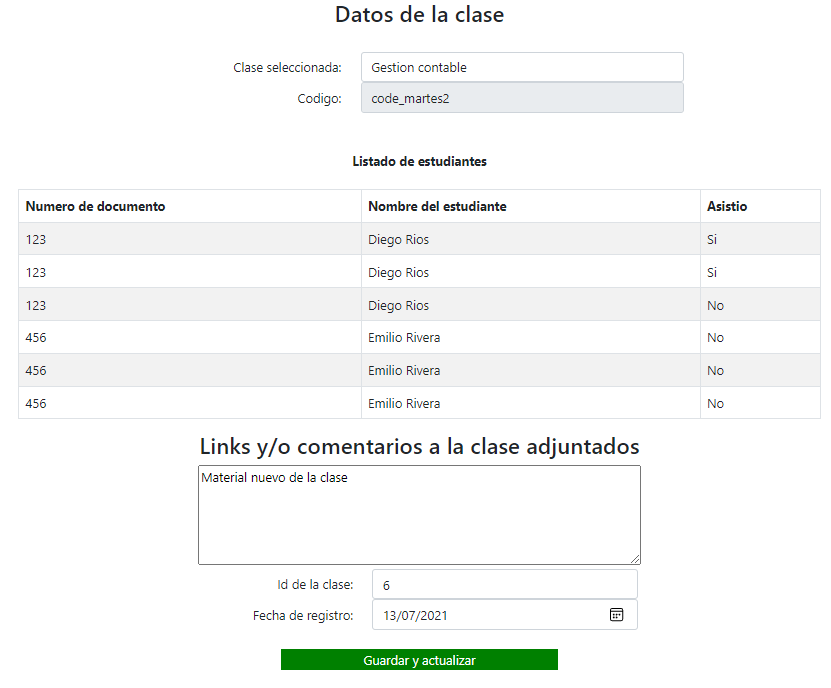 Datos de la clase
Clase seleccionada: Gestion contable
Codigo: code_martes2
Listado de estudiantes
Numero de documento Nombre del estudiante Asistio
123 Diego Rios Si
123 Diego Rios Si
123 Diego Rios No
456 Emilio Rivera No
456 Emilio Rivera No
456 Emilio Rivera No
Links y/o comentarios a la clase adjuntados
Material nuevo de la clase
Id de la clase: 6
Fecha de registro: 13/07/2021
Guardar y actualizar